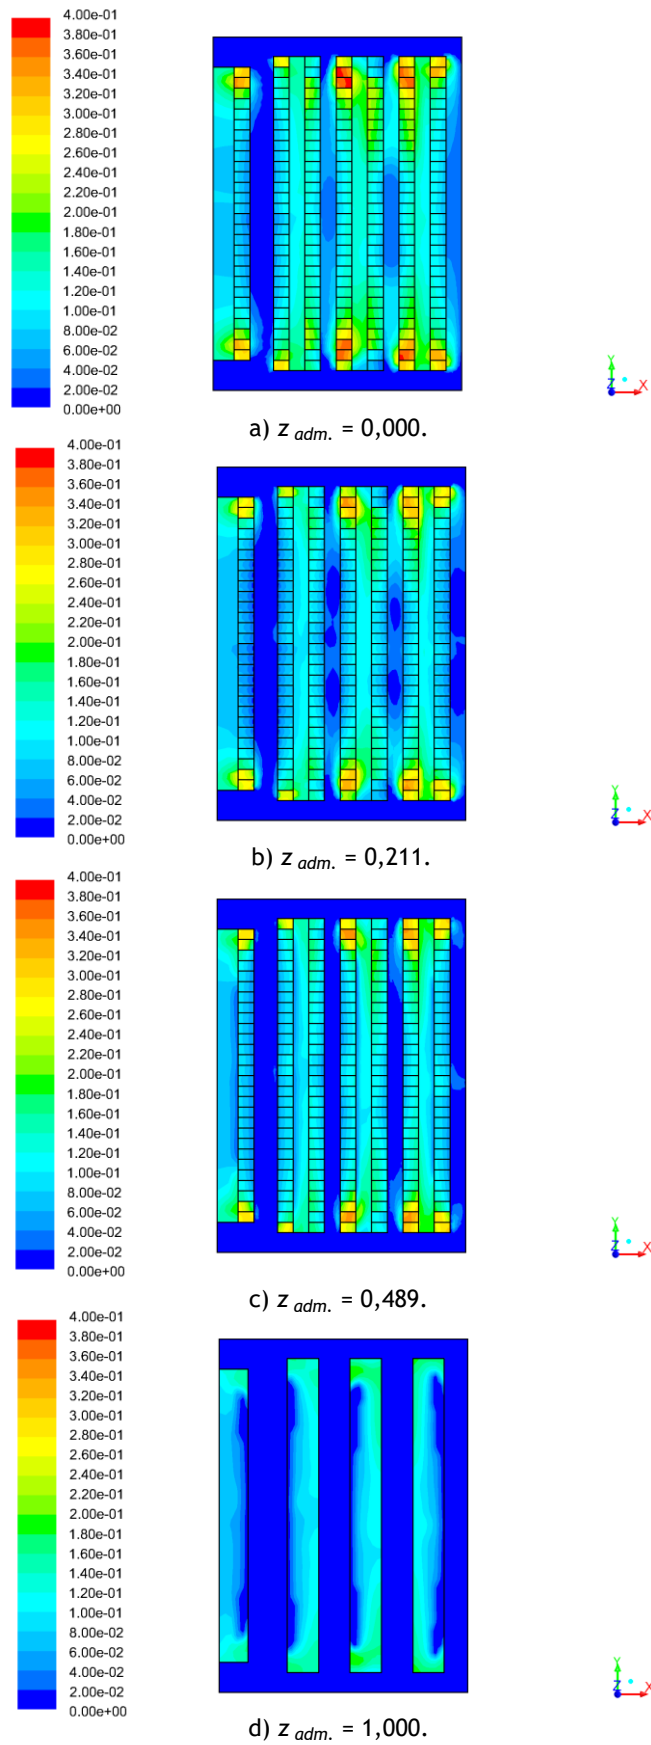 4.00e-01
3.80e-01
3.60e-01
3.40e-01
3.20e-01
3.00e-01
2.80e-01
2.60e-01
2.40e-01
2.20e-01
2.00e-01
1.80e-01
1.60e-01
1.40e-01
1.20e-01
1.00e-01
8.00e-02
6.00e-02
4.00e-02
2.00e-02
0.00e+00
Y
Z X
a) z adm. = 0,000.
4.00e-01
3.80e-01
3.60e-01
3.40e-01
3.20e-01
3.00e-01
2.80e-01
2.60e-01
2.40e-01
2.20e-01
2.00e-01
1.80e-01
1.60e-01
1.40e-01
1.20e-01
1.00e-01
8.00e-02
6.00e-02
4.00e-02
2.00e-02
0.00e+00
Y
Z X
b) z adm. = 0,211.
4.00e-01
3.80e-01
3.60e-01
3.40e-01
3.20e-01
3.00e-01
2.80e-01
2.60e-01
2.40e-01
2.20e-01
2.00e-01
1.80e-01
1.60e-01
1.40e-01
1.20e-01
1.00e-01
8.00e-02
6.00e-02
4.00e-02
2.00e-02
0.00e+00
Y
Z X
c) z adm. = 0,489.
4.00e-01
3.80e-01
3.60e-01
3.40e-01
3.20e-01
3.00e-01
2.80e-01
2.60e-01
2.40e-01
2.20e-01
2.00e-01
1.80e-01
1.60e-01
1.40e-01
1.20e-01
1.00e-01
8.00e-02
6.00e-02
4.00e-02
2.00e-02
0.00e+00
Y
Z X
d) z adm. = 1,000.